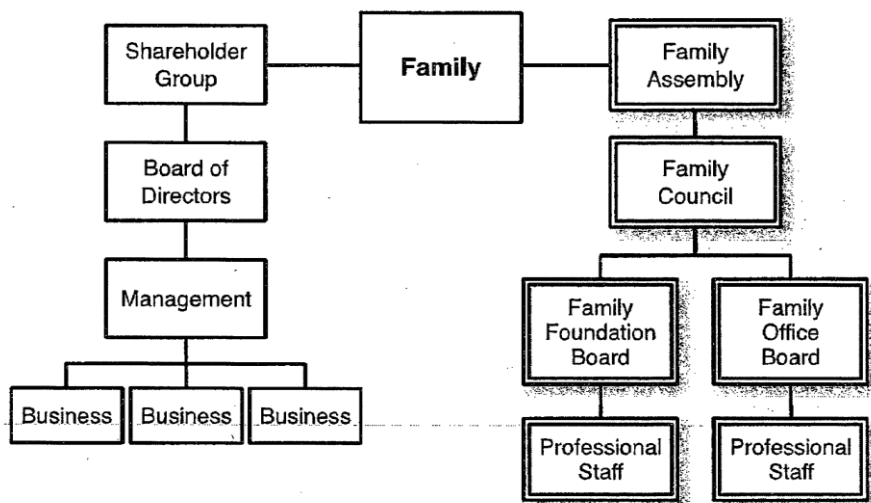 Shareholder
Group
Family
Family
Assembly
Board of
Directors
Family
Council
Management
Family
Foundation
Board
Family
Office
Board
Business
Business
Business
Professional
Staff
Professional
Staff